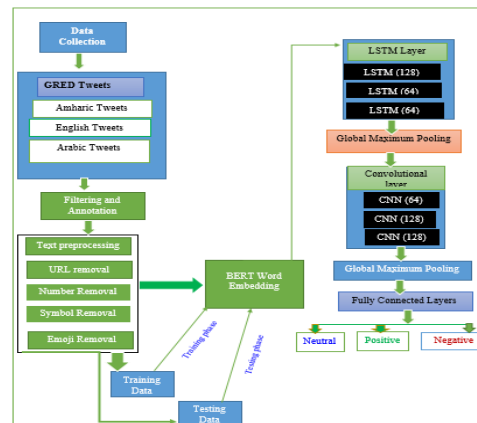 Data
Collection
GRED Tweets
Amharic Tweets
English Tweets
Arabic Tweets
Filtering and
Annotation
Text preprocessing
URL removal
Number Removal
Symbol Removal
Emoji Removal
Training
Data
Testing
Data
Training phase
Testing phase
BERT Word
Embedding
LSTM Layer
LSTM (128)
LSTM (64)
LSTM (64)
Global Maximum Pooling
Convolutional
layer
CNN (64)
CNN (128)
CNN (128)
Global Maximum Pooling
Fully Connected Layers
Neutral
Positive
Negative